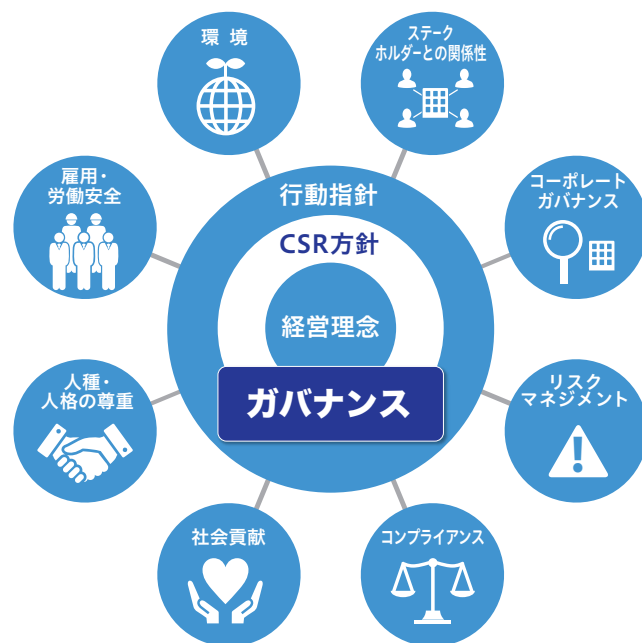 環 境
ステーク
ホルダーとの関係性
雇用・
労働安全
コーポレート
ガバナンス
行動指針
CSR方針
経営理念
ガバナンス
人種・
人格の尊重
リスク
マネジメント
社会貢献
コンプライアンス